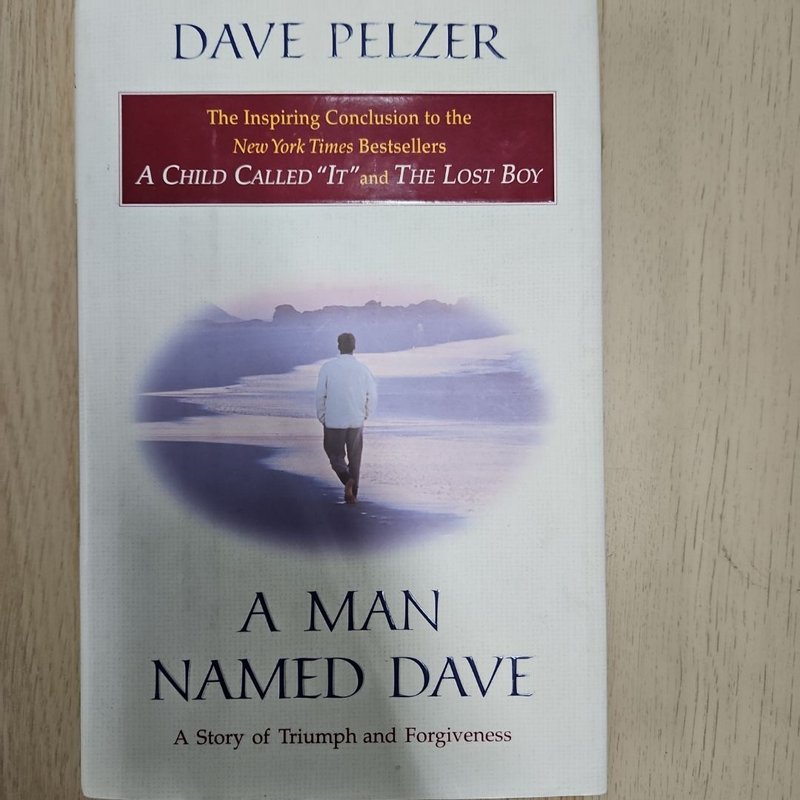 DAVE PELZER
The Inspiring Conclusion to the
New York Times Bestsellers
A CHILD CALLED "IT" and THE LOST BOY
A MAN
NAMED DAVE
A Story of Triumph and Forgiveness